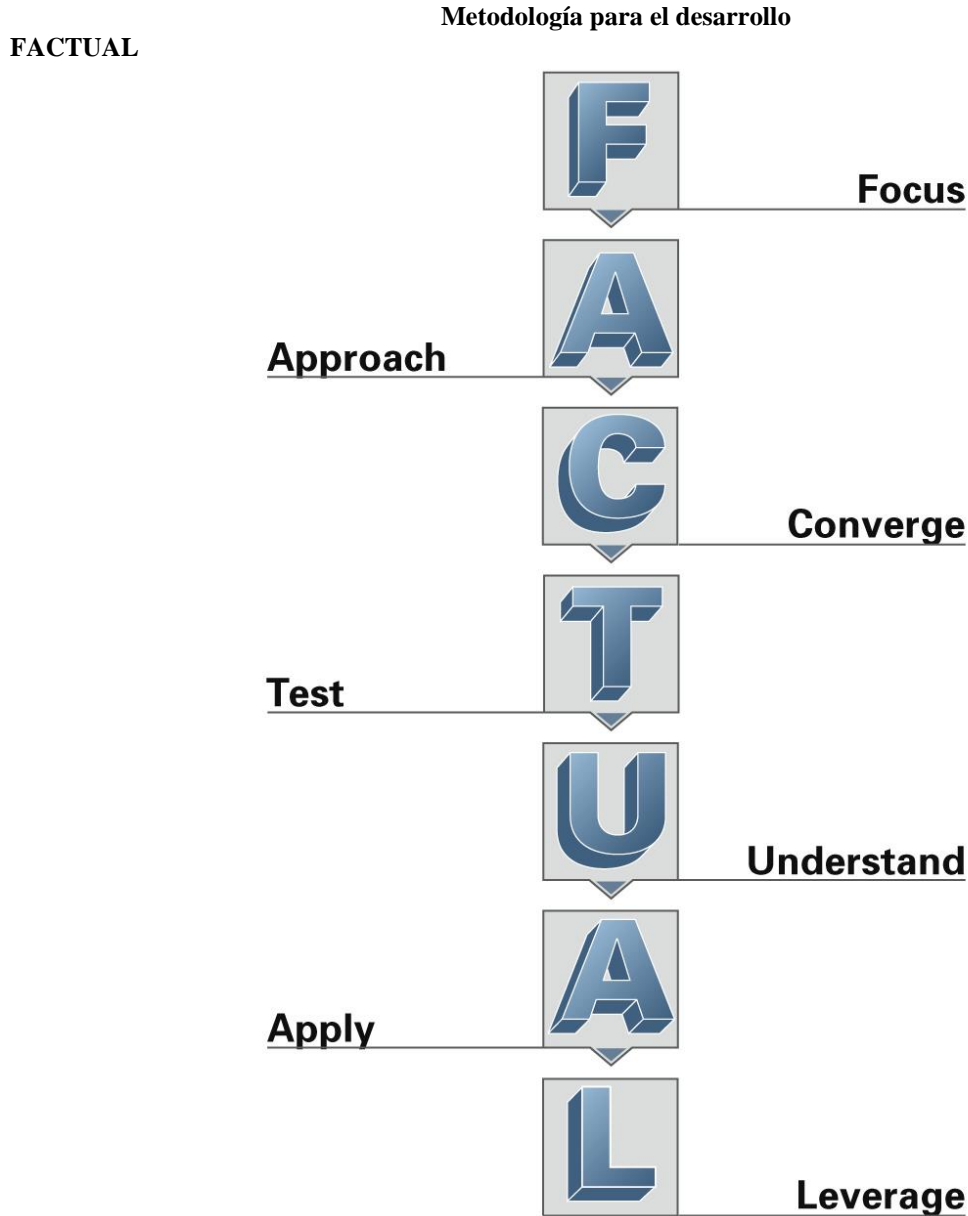 Metodología para el desarrollo
FACTUAL
F
Focus
A
Approach
C
Converge
T
Test
U
Understand
A
Apply
L
Leverage